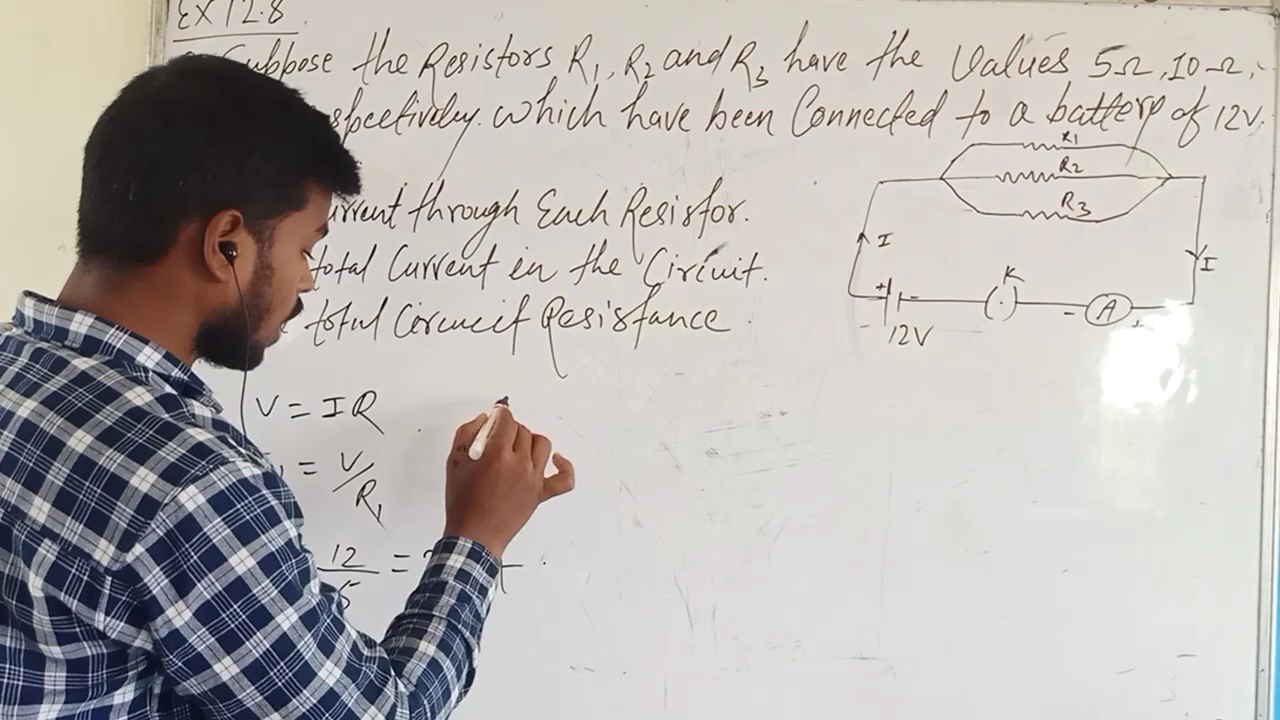 EX 12.8
Suppose the Resistors R1, R2 and R3 have the Values 5Ω, 10Ω,
which have been Connected to a battery of 12V.
through Each Resistor.
total Current in the Circuit.
total Circuit Resistance.
R1
R2
R3
I
I
K
+ -
- A +
12V
V = IR
= V/R1
12/5 =